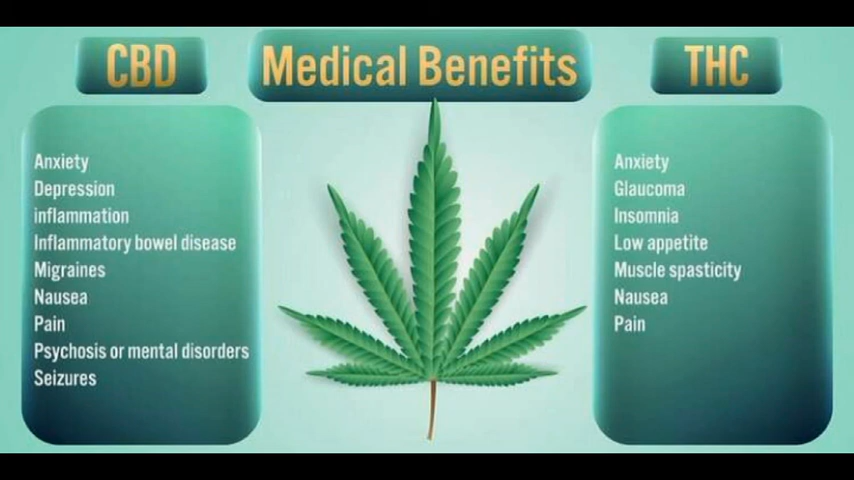 CBD
Medical Benefits
THC
Anxiety
Depression
inflammation
Inflammatory bowel disease
Migraines
Nausea
Pain
Psychosis or mental disorders
Seizures
Anxiety
Glaucoma
Insomnia
Low appetite
Muscle spasticity
Nausea
Pain